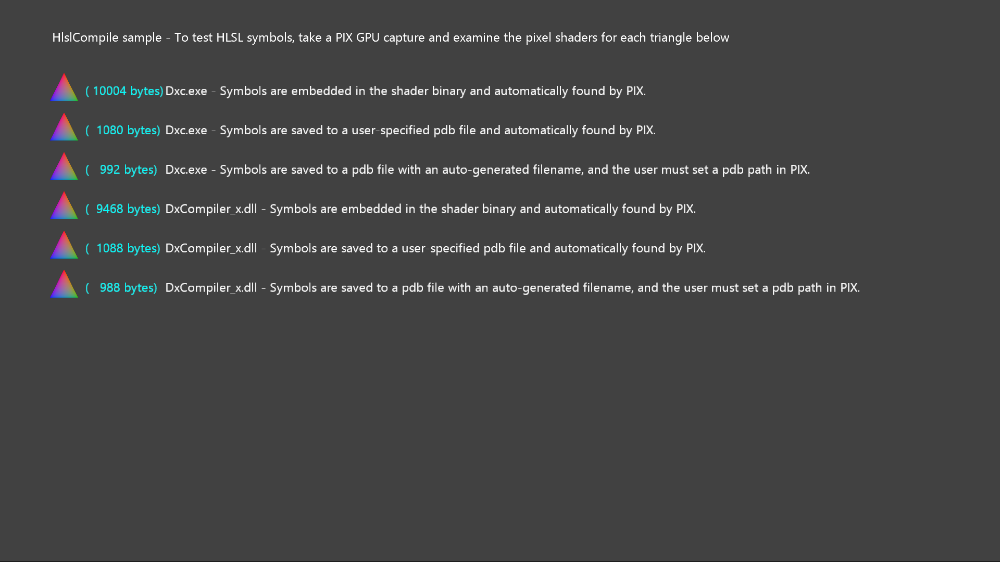 HlslCompile sample - To test HLSL symbols, take a PIX GPU capture and examine the pixel shaders for each triangle below
( 10004 bytes) Dxc.exe - Symbols are embedded in the shader binary and automatically found by PIX.
( 1080 bytes) Dxc.exe - Symbols are saved to a user-specified pdb file and automatically found by PIX.
( 992 bytes) Dxc.exe - Symbols are saved to a pdb file with an auto-generated filename, and the user must set a pdb path in PIX.
( 9468 bytes) DxCompiler_x.dll - Symbols are embedded in the shader binary and automatically found by PIX.
( 1088 bytes) DxCompiler_x.dll - Symbols are saved to a user-specified pdb file and automatically found by PIX.
( 988 bytes) DxCompiler_x.dll - Symbols are saved to a pdb file with an auto-generated filename, and the user must set a pdb path in PIX.